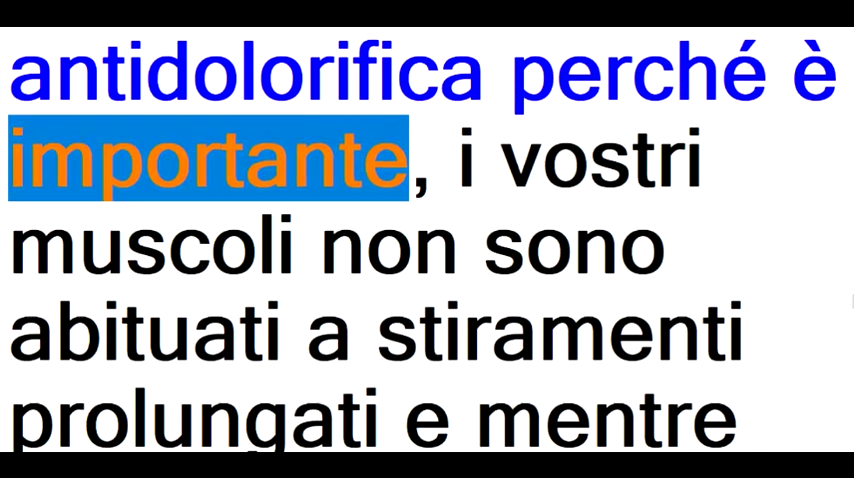 antidolorifica perché è
importante, i vostri
muscoli non sono
abituati a stiramenti
prolungati e mentre